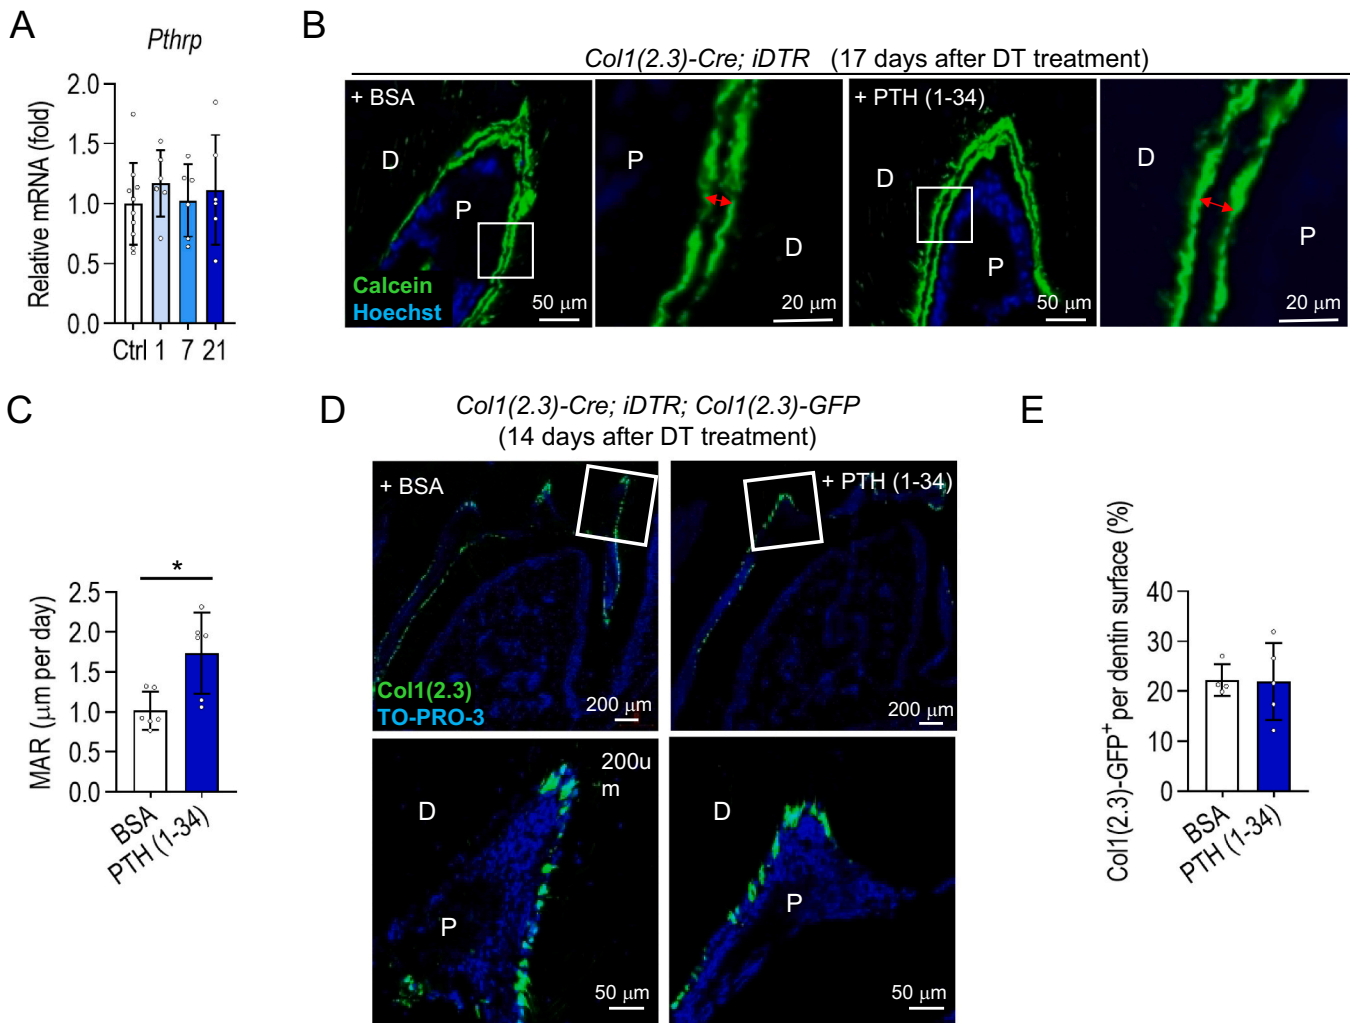 A
Pthrp
Relative mRNA (fold)
2.0
1.5
1.0
0.5
0.0
Ctrl 1 7 21
B
Col1(2.3)-Cre; iDTR (17 days after DT treatment)
+ BSA
D
P
Calcein
Hoechst
50 µm
P
D
20 µm
+ PTH (1-34)
D
P
50 µm
D
P
20 µm
C
MAR (µm per day)
2.5
2.0
1.5
1.0
0.5
0.0
*
BSA
PTH (1-34)
D
Col1(2.3)-Cre; iDTR; Col1(2.3)-GFP
(14 days after DT treatment)
+ BSA
Col1(2.3)
TO-PRO-3
200 µm
+ PTH (1-34)
200 µm
200u
m
D
P
50 µm
D
P
50 µm
E
Col1(2.3)-GFP+ per dentin surface (%)
40
30
20
10
0
BSA
PTH (1-34)